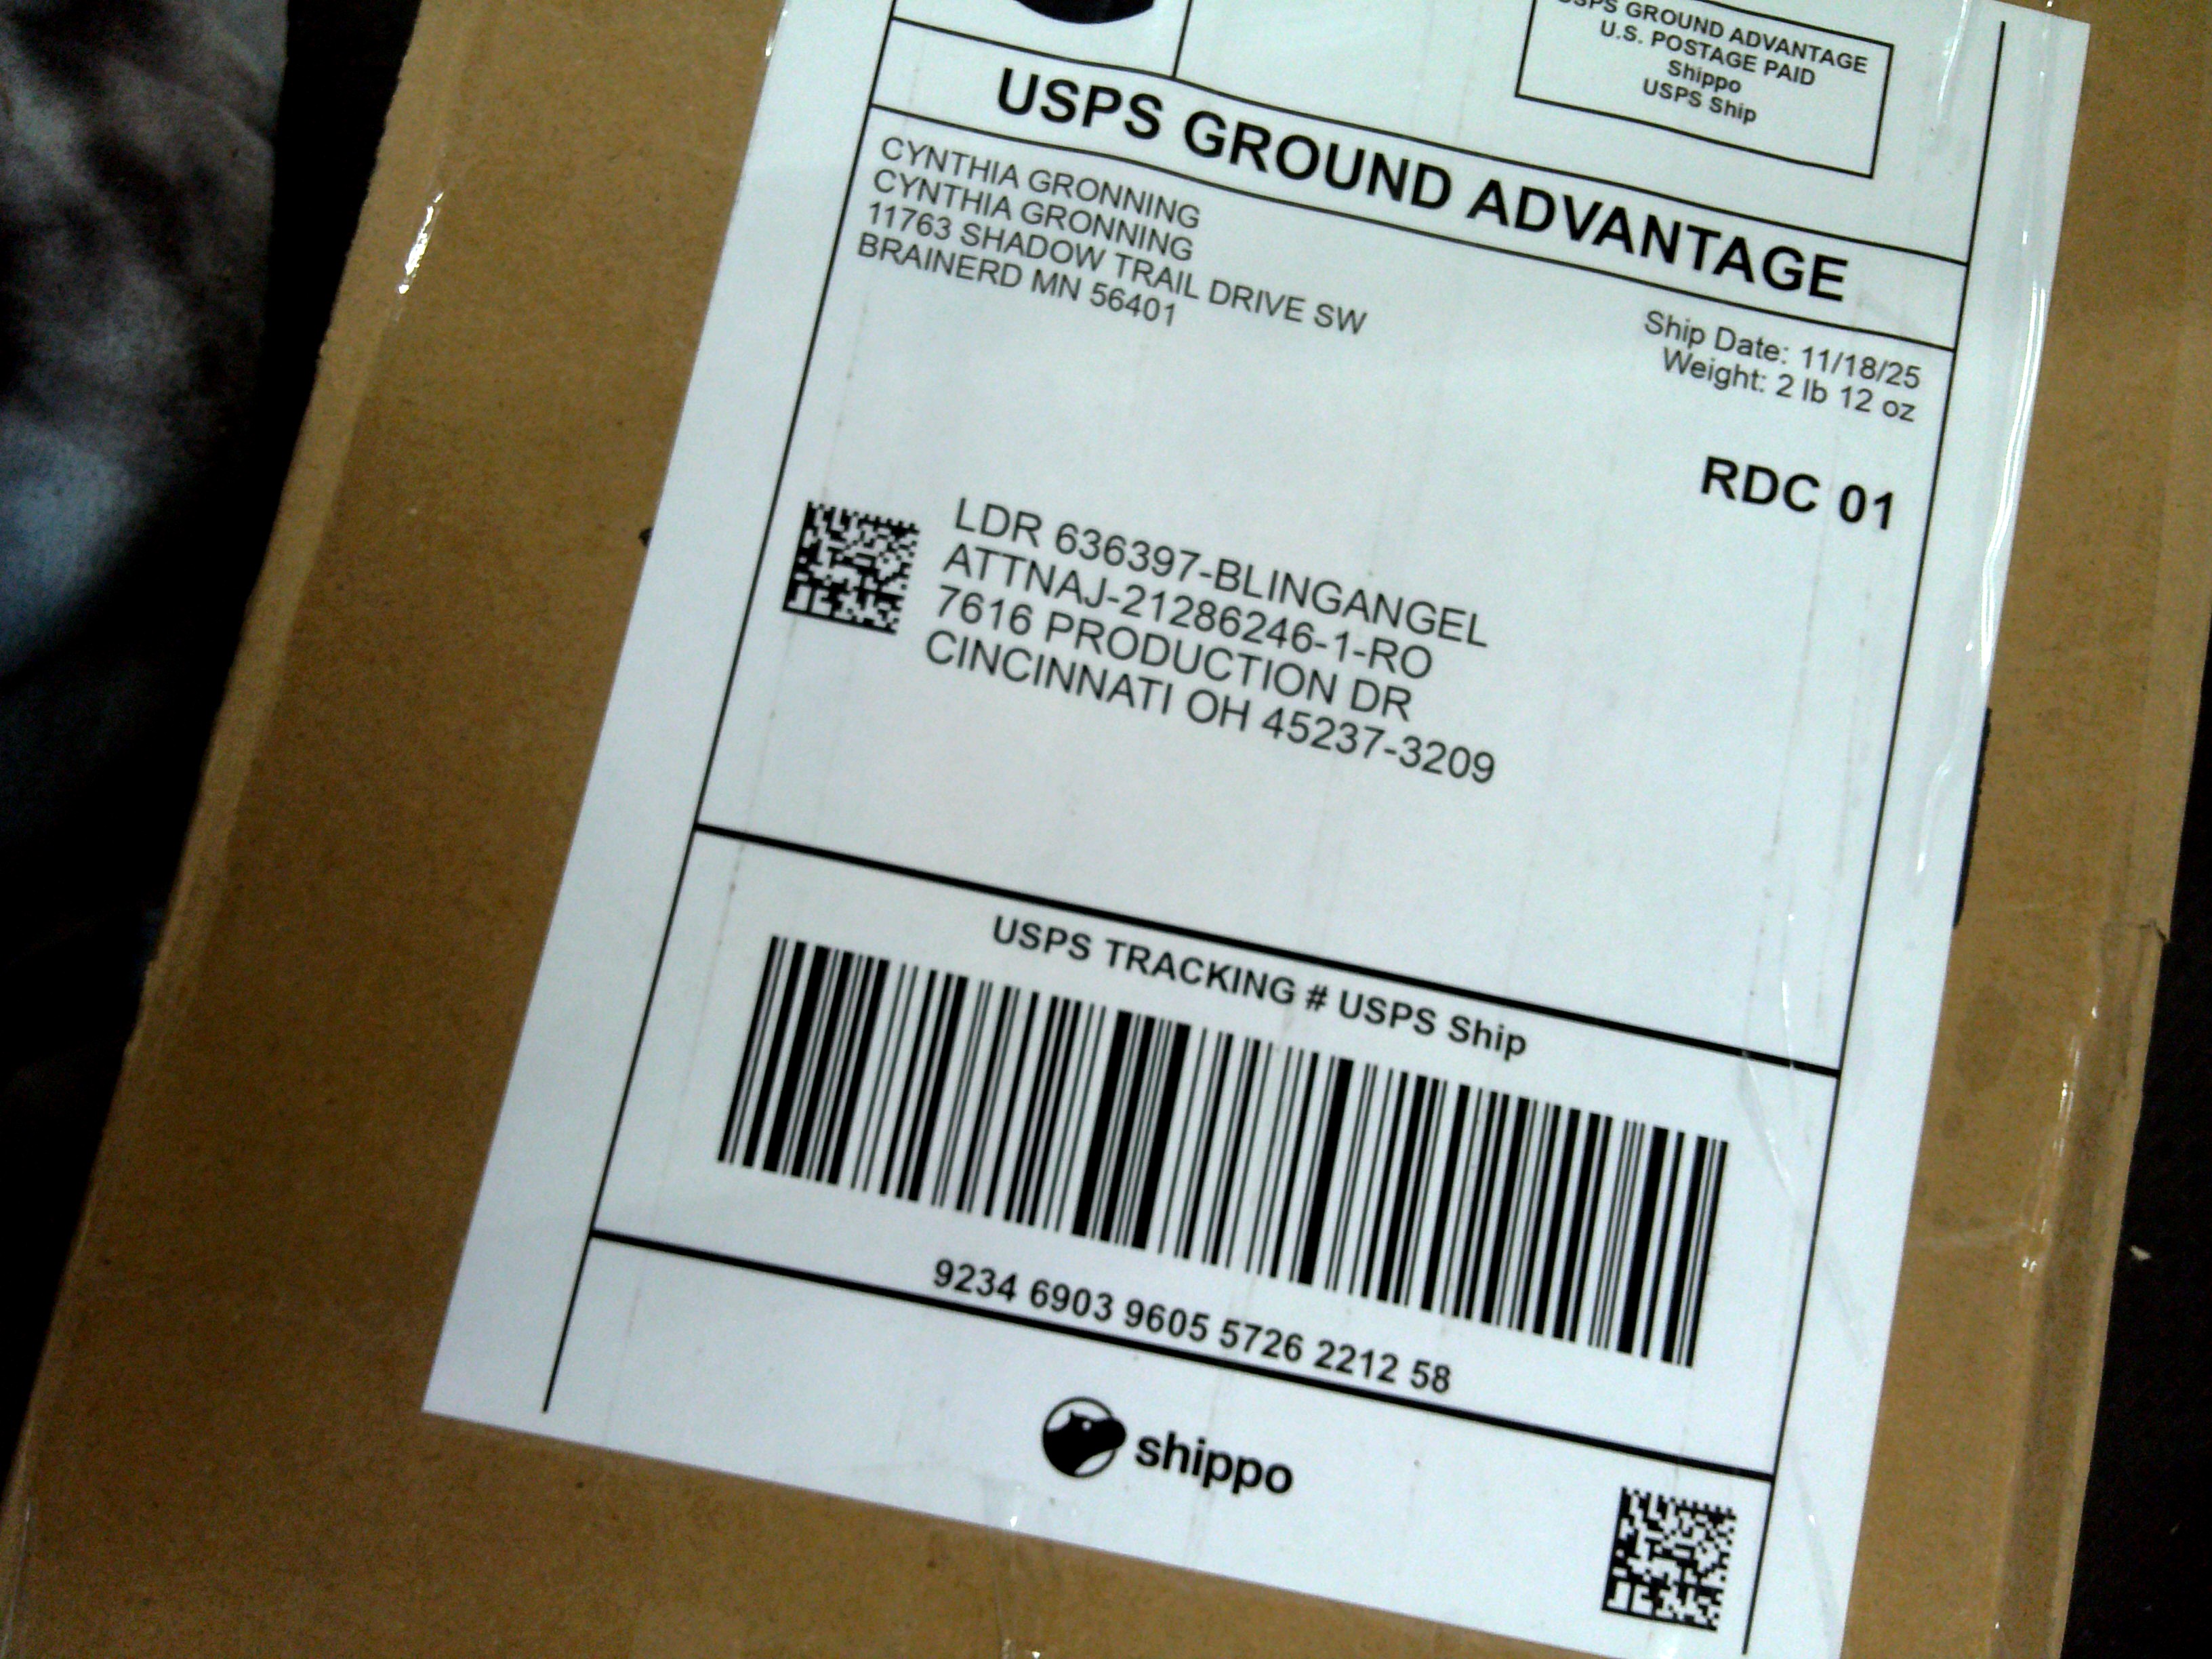 USPS GROUND ADVANTAGE
U.S. POSTAGE PAID
Shippo
USPS Ship
USPS GROUND ADVANTAGE
CYNTHIA GRONNING
CYNTHIA GRONNING
11763 SHADOW TRAIL DRIVE SW
BRAINERD MN 56401
Ship Date: 11/18/25
Weight: 2 lb 12 oz
RDC 01
LDR 636397-BLINGANGEL
ATTNAJ-21286246-1-RO
7616 PRODUCTION DR
CINCINNATI OH 45237-3209
USPS TRACKING # USPS Ship
9234 6903 9605 5726 2212 58
shippo